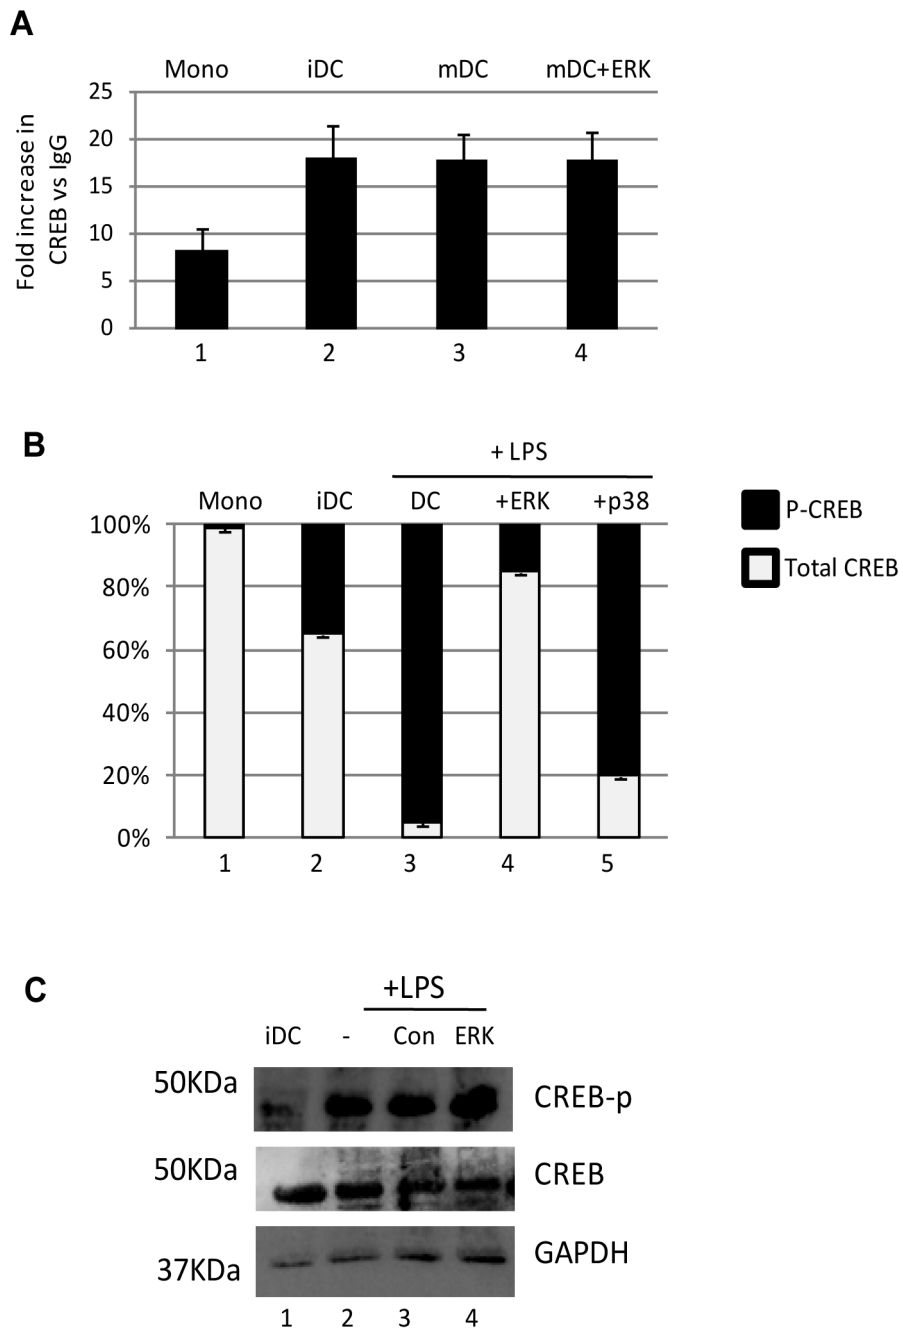 A
Mono iDC mDC mDC+ERK
Fold increase in
CREB vs IgG
25
20
15
10
5
0
1 2 3 4
B
+ LPS
Mono iDC DC +ERK +p38
100%
80%
60%
40%
20%
0%
1 2 3 4 5
P-CREB
Total CREB
C
+LPS
iDC - Con ERK
50KDa CREB-p
50KDa CREB
37KDa GAPDH
1 2 3 4